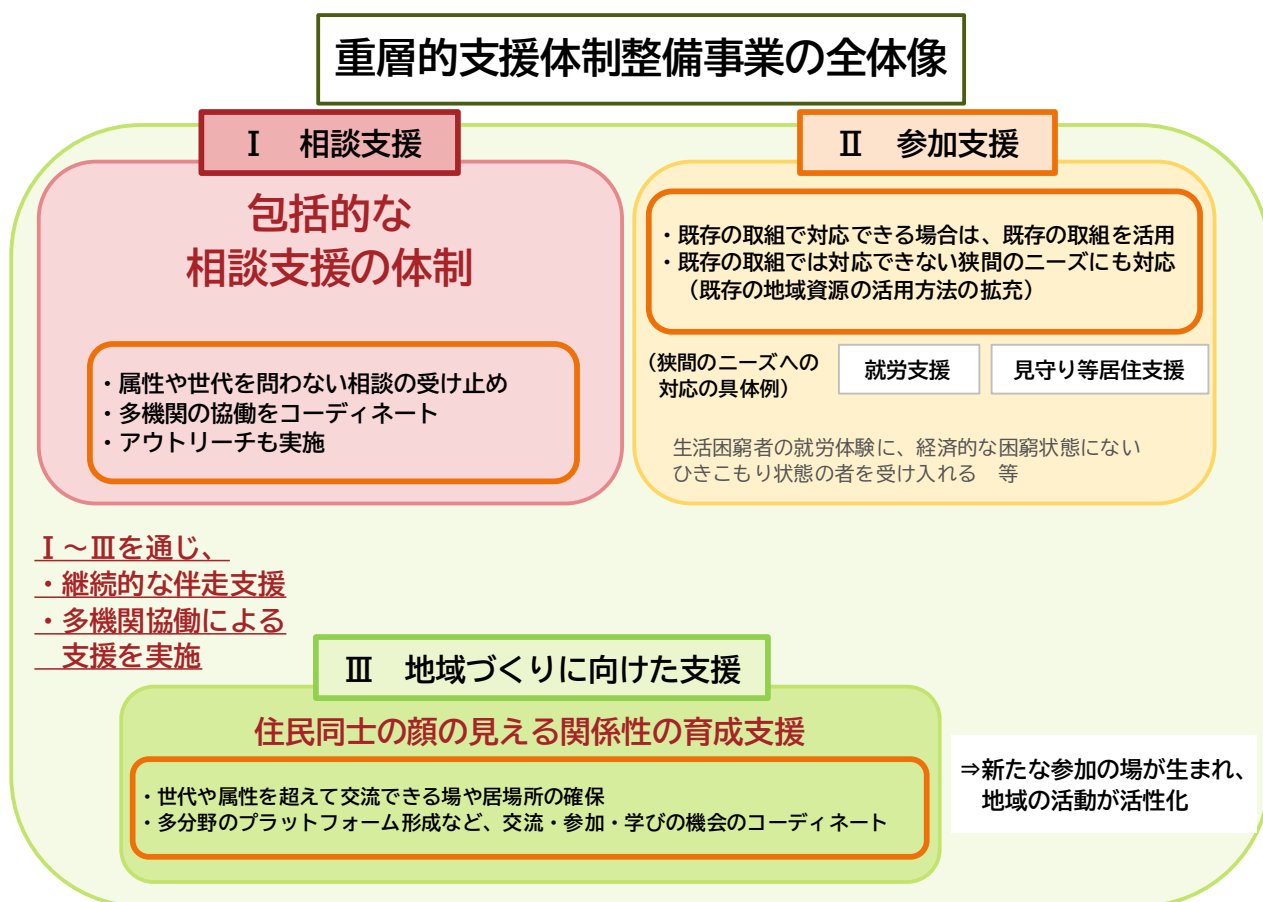 重層的支援体制整備事業の全体像
Ⅰ　相談支援
包括的な
相談支援の体制
・属性や世代を問わない相談の受け止め
・多機関の協働をコーディネート
・アウトリーチも実施
Ⅱ　参加支援
・既存の取組で対応できる場合は、既存の取組を活用
・既存の取組では対応できない狭間のニーズにも対応
（既存の地域資源の活用方法の拡充）
（狭間のニーズへの
対応の具体例）
就労支援
見守り等居住支援
生活困窮者の就労体験に、経済的な困窮状態にない
ひきこもり状態の者を受け入れる　等
Ⅰ～Ⅲを通じ、
・継続的な伴走支援
・多機関協働による
支援を実施
Ⅲ　地域づくりに向けた支援
住民同士の顔の見える関係性の育成支援
・世代や属性を超えて交流できる場や居場所の確保
・多分野のプラットフォーム形成など、交流・参加・学びの機会のコーディネート
⇒新たな参加の場が生まれ、
地域の活動が活性化